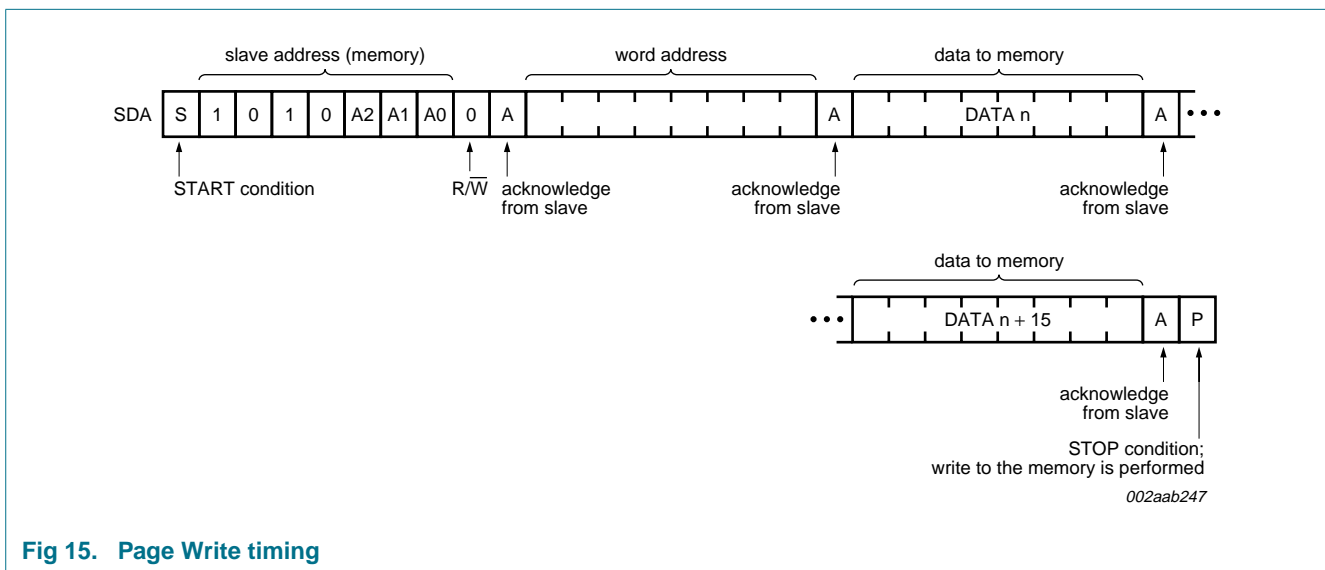 slave address (memory) word address data to memory
SDA S 1 0 1 0 A2 A1 A0 0 A A DATA n A
START condition R/W̅ acknowledge from slave acknowledge from slave acknowledge from slave
data to memory
DATA n + 15 A P
acknowledge
from slave
STOP condition;
write to the memory is performed
002aab247
Fig 15. Page Write timing